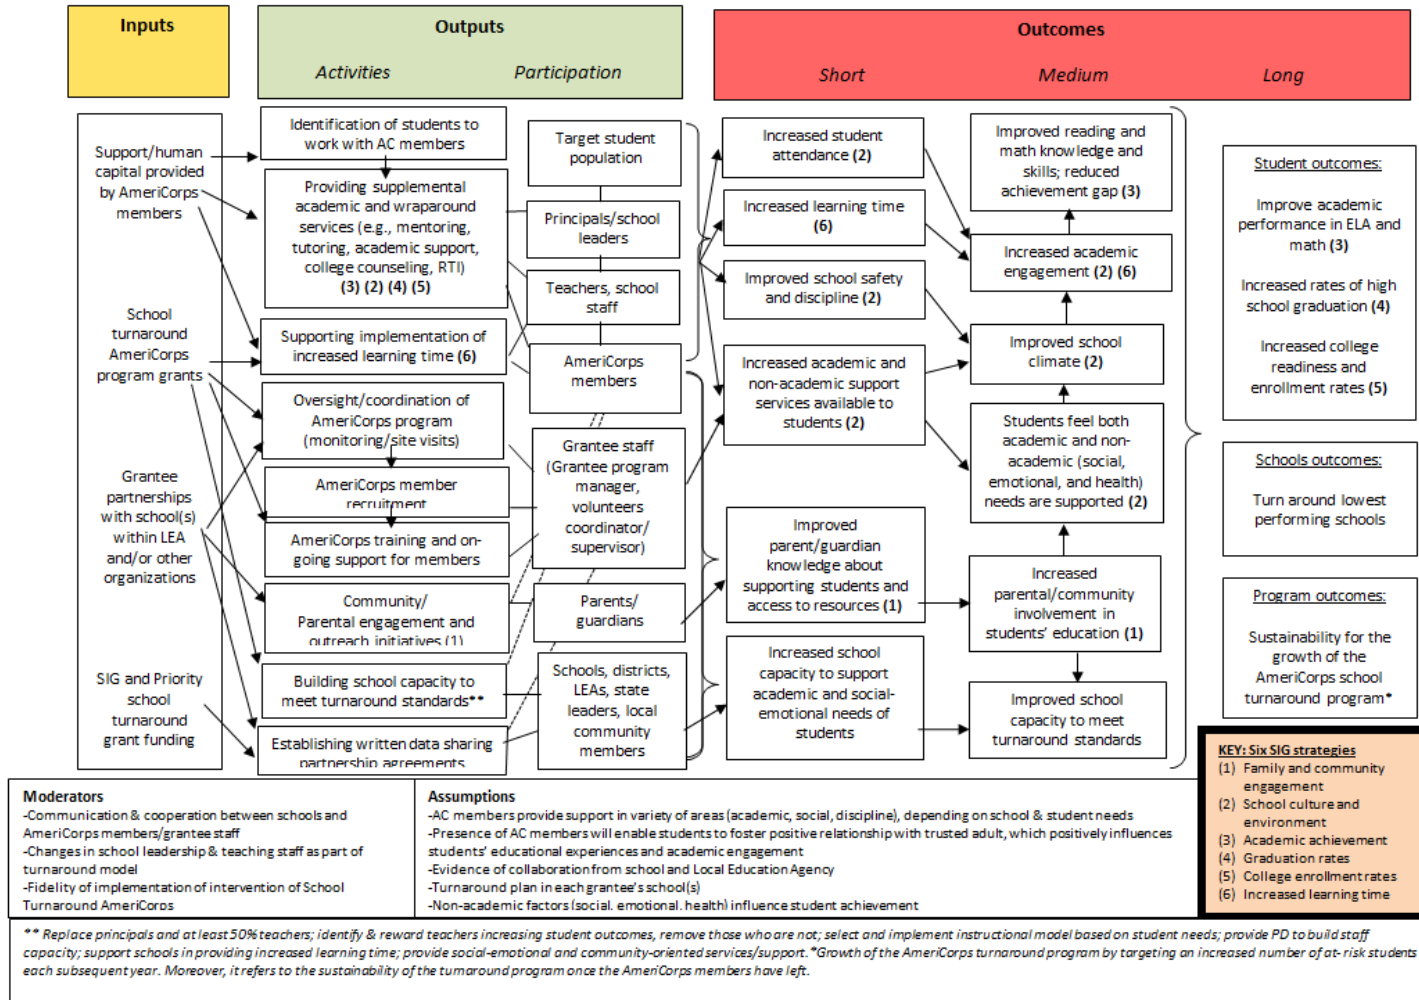 Inputs
Outputs
Activities
Participation
Outcomes
Short
Medium
Long
Support/human
capital provided
by AmeriCorps
members
School
turnaround
AmeriCorps
program grants
Grantee
partnerships
with school(s)
within LEA
and/or other
organizations
SIG and Priority
school
turnaround
grant funding
Identification of students to
work with AC members
Providing supplemental
academic and wraparound
services (e.g., mentoring,
tutoring, academic support,
college counseling, RTI)
(3) (2) (4) (5)
Supporting implementation of
increased learning time (6)
Oversight/coordination of
AmeriCorps program
(monitoring/site visits)
AmeriCorps member
recruitment
AmeriCorps training and on-
going support for members
Community/
Parental engagement and
outreach initiatives (1)
Building school capacity to
meet turnaround standards**
Establishing written data sharing
partnership agreements
Target student
population
Principals/school
leaders
Teachers, school
staff
AmeriCorps
members
Grantee staff
(Grantee program
manager,
volunteers
coordinator/
supervisor)
Parents/
guardians
Schools, districts,
LEAs, state
leaders, local
community
members
Increased student
attendance (2)
Increased learning time
(6)
Improved school safety
and discipline (2)
Increased academic and
non-academic support
services available to
students (2)
Improved
parent/guardian
knowledge about
supporting students and
access to resources (1)
Increased school
capacity to support
academic and social-
emotional needs of
students
Improved reading and
math knowledge and
skills; reduced
achievement gap (3)
Increased academic
engagement (2) (6)
Improved school
climate (2)
Students feel both
academic and non-
academic (social,
emotional, and health)
needs are supported (2)
Increased
parental/community
involvement in
students' education (1)
Improved school
capacity to meet
turnaround standards
Student outcomes:
Improve academic
performance in ELA and
math (3)
Increased rates of high
school graduation (4)
Increased college
readiness and
enrollment rates (5)
Schools outcomes:
Turn around lowest
performing schools
Program outcomes:
Sustainability for the
growth of the
AmeriCorps school
turnaround program*
KEY: Six SIG strategies
(1) Family and community
engagement
(2) School culture and
environment
(3) Academic achievement
(4) Graduation rates
(5) College enrollment rates
(6) Increased learning time
Moderators
-Communication & cooperation between schools and
AmeriCorps members/grantee staff
-Changes in school leadership & teaching staff as part of
turnaround model
-Fidelity of implementation of intervention of School
Turnaround AmeriCorps
Assumptions
-AC members provide support in variety of areas (academic, social, discipline), depending on school & student needs
-Presence of AC members will enable students to foster positive relationship with trusted adult, which positively influences
students' educational experiences and academic engagement
-Evidence of collaboration from school and Local Education Agency
-Turnaround plan in each grantee's school(s)
-Non-academic factors (social, emotional, health) influence student achievement
** Replace principals and at least 50% teachers; identify & reward teachers increasing student outcomes, remove those who are not; select and implement instructional model based on student needs; provide PD to build staff
capacity; support schools in providing increased learning time; provide social-emotional and community-oriented services/support. *Growth of the AmeriCorps turnaround program by targeting an increased number of at-risk students
each subsequent year. Moreover, it refers to the sustainability of the turnaround program once the AmeriCorps members have left.